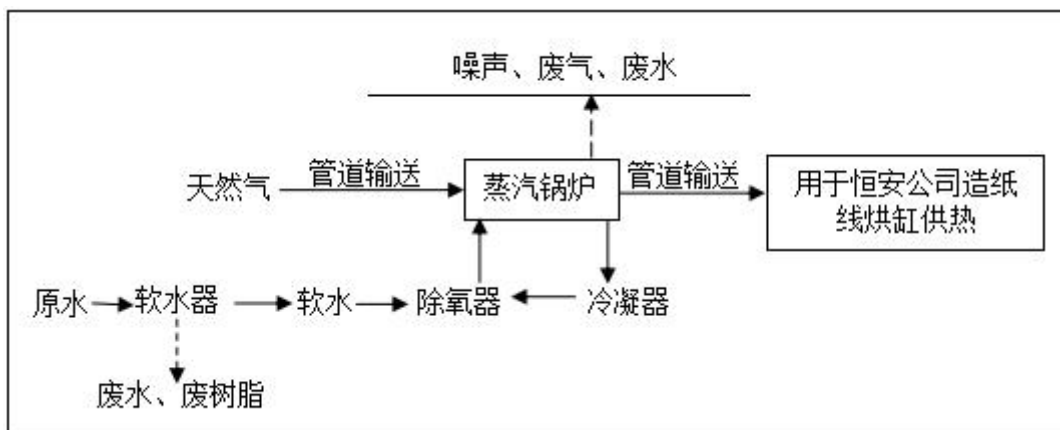 噪声、废气、废水
天然气
管道输送
蒸汽锅炉
管道输送
用于恒安公司造纸
线烘缸供热
原水
软水器
软水
除氧器
冷凝器
废水、废树脂